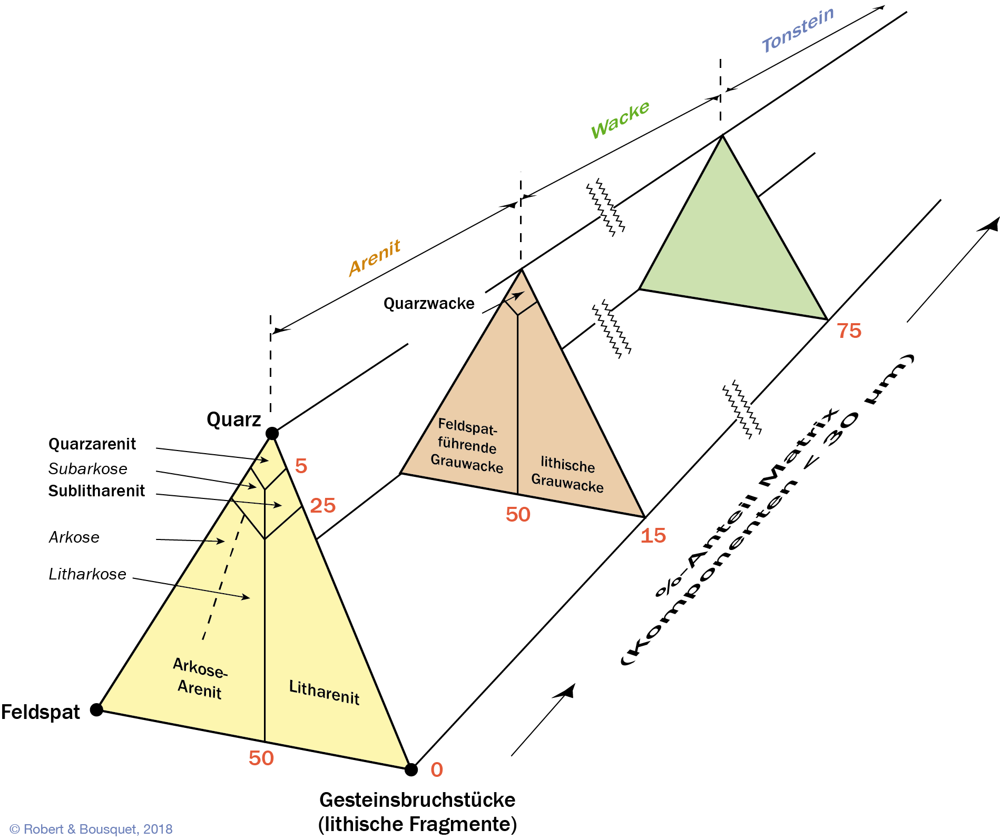 Tonstein
Wacke
Arenit
Quarzwacke
75
Quarz
Quarzarenit
5
Subarkose
Sublitharenit
25
Feldspat-
führende
Grauwacke
lithische
Grauwacke
50
15
Arkose
Litharkose
%-Anteil Matrix
(Komponenten < 30 µm)
Arkose-
Arenit
Litharenit
Feldspat
50
0
Gesteinsbruchstücke
(lithische Fragmente)
© Robert & Bousquet, 2018